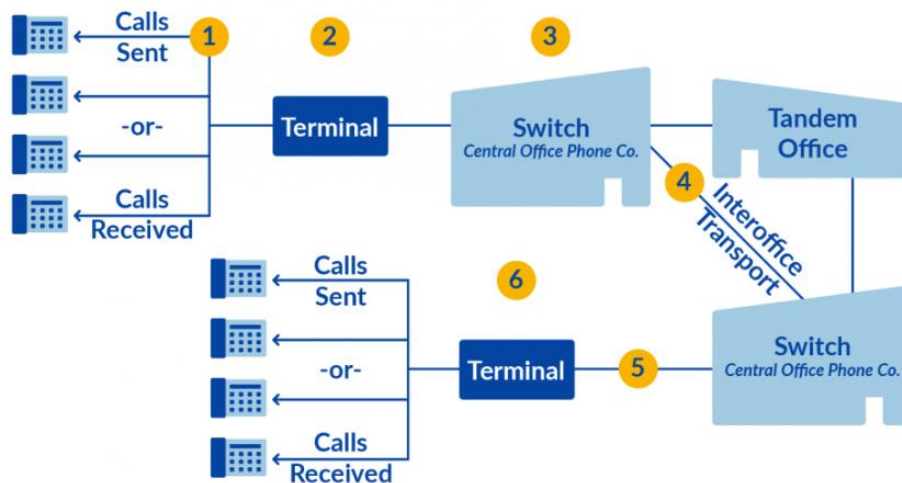 Calls
Sent
1
2
3
-or-
Calls
Received
Terminal
Switch
Central Office Phone Co.
Tandem
Office
4
Interoffice
Transport
Calls
Sent
6
-or-
Calls
Received
Terminal
5
Switch
Central Office Phone Co.